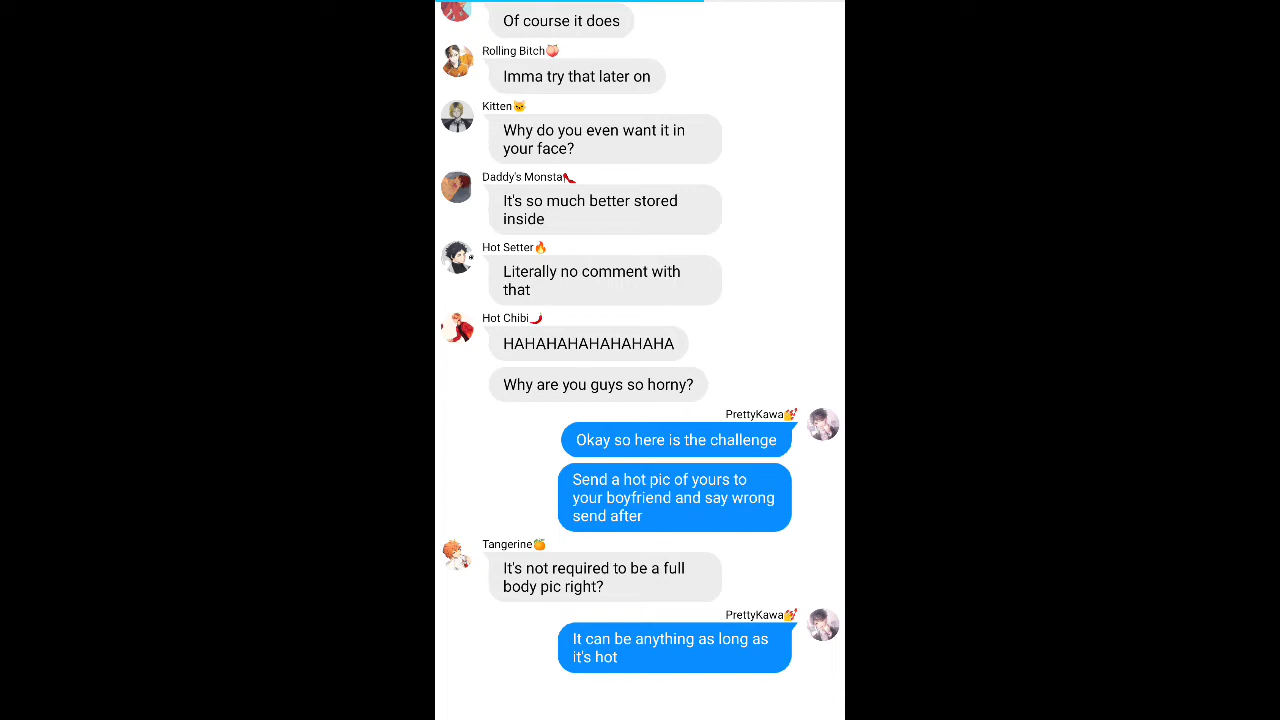 Of course it does
Rolling Bitch🍑
Imma try that later on
Kitten🐱
Why do you even want it in
your face?
Daddy's Monsta👠
It's so much better stored
inside
Hot Setter🔥
Literally no comment with
that
Hot Chibi🌶️
HAHAHAHAHAHAHAHA
Why are you guys so horny?
PrettyKawa💅
Okay so here is the challenge
Send a hot pic of yours to
your boyfriend and say wrong
send after
Tangerine🍊
It's not required to be a full
body pic right?
PrettyKawa💅
It can be anything as long as
it's hot